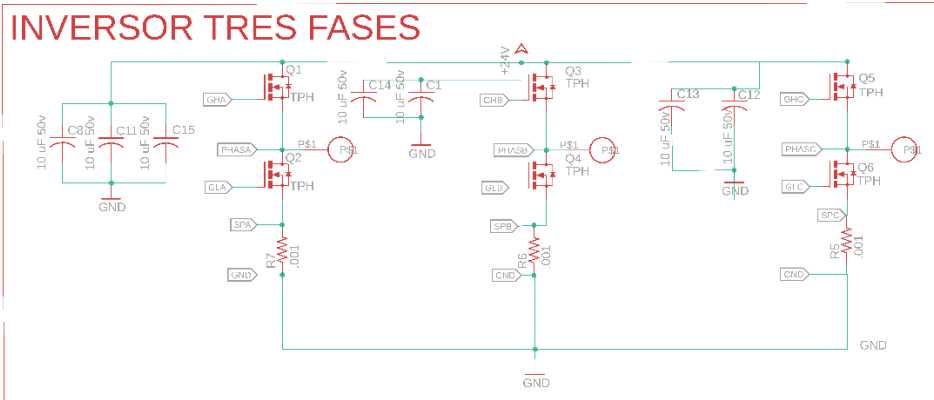 INVERSOR TRES FASES
Q1
TPH
GHA
C8
10 uF 50v
C11
10 uF 50v
C15
10 uF 50v
GND
PHASA
P$1
P$1
Q2
TPH
GLA
SPA
R7
.001
GND
C14
10 uF 50v
C1
10 uF 50v
GND
+24V
Q3
TPH
CHB
PHASB
P$1
P$1
Q4
TPH
GLB
SPB
R6
.001
CND
GND
C13
10 uF 50v
C12
10 uF 50v
GND
Q5
TPH
GHC
PHASC
P$1
P$1
Q6
TPH
GLC
SPC
R5
.001
CND
GND